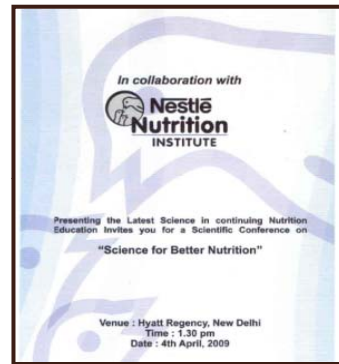 In collaboration with
Nestlē
Nutrition
INSTITUTE
Presenting the Latest Science in continuing Nutrition
Education Invites you for a Scientific Conference on
“Science for Better Nutrition”
Venue : Hyatt Regency, New Delhi
Time : 1.30 pm
Date : 4th April, 2009